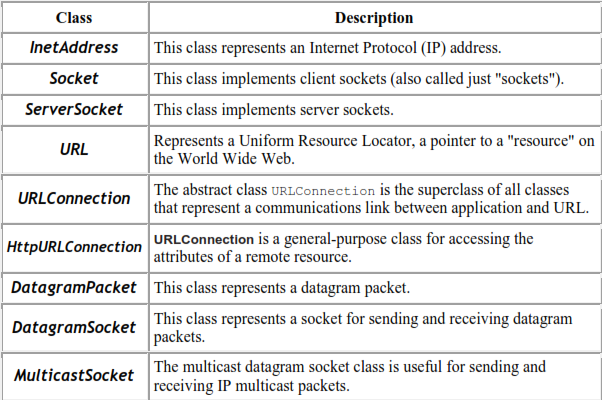 Class Description
InetAddress This class represents an Internet Protocol (IP) address.
Socket This class implements client sockets (also called just "sockets").
ServerSocket This class implements server sockets.
URL Represents a Uniform Resource Locator, a pointer to a "resource" on
the World Wide Web.
URLConnection The abstract class URLConnection is the superclass of all classes
that represent a communications link between application and URL.
HttpURLConnection URLConnection is a general-purpose class for accessing the
attributes of a remote resource.
DatagramPacket This class represents a datagram packet.
DatagramSocket This class represents a socket for sending and receiving datagram
packets.
MulticastSocket The multicast datagram socket class is useful for sending and
receiving IP multicast packets.